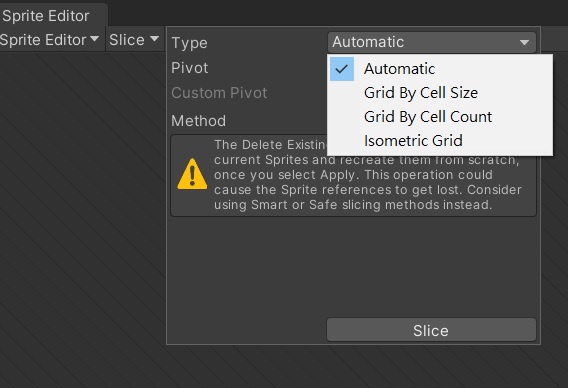 Sprite Editor
Sprite Editor Slice
Type Automatic
Pivot
Custom Pivot
Method
Automatic
Grid By Cell Size
Grid By Cell Count
Isometric Grid
The Delete Existing
current Sprites and recreate them from scratch,
once you select Apply. This operation could
cause the Sprite references to get lost. Consider
using Smart or Safe slicing methods instead.
Slice